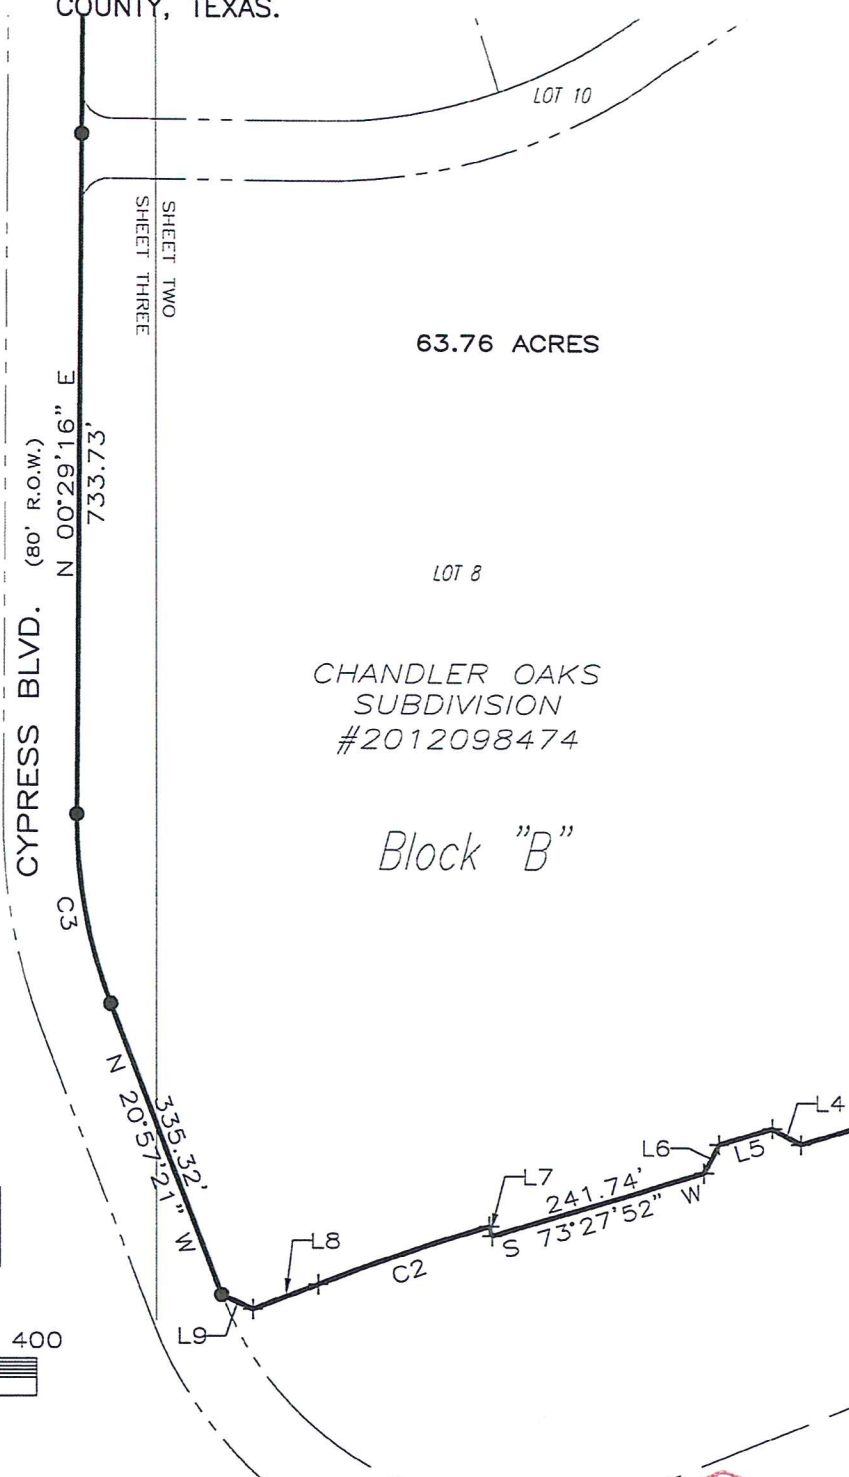 COUNTY, TEXAS.
LOT 10
SHEET TWO
SHEET THREE
63.76 ACRES
N 00°29'16" E
733.73'
(80' R.O.W.)
CYPRESS BLVD.
LOT 8
CHANDLER OAKS
SUBDIVISION
#2012098474
Block "B"
C3
335.32'
N 20°57'21" W
L4
L5
L6
L7
241.74'
S 73°27'52" W
L8
C2
L9
400